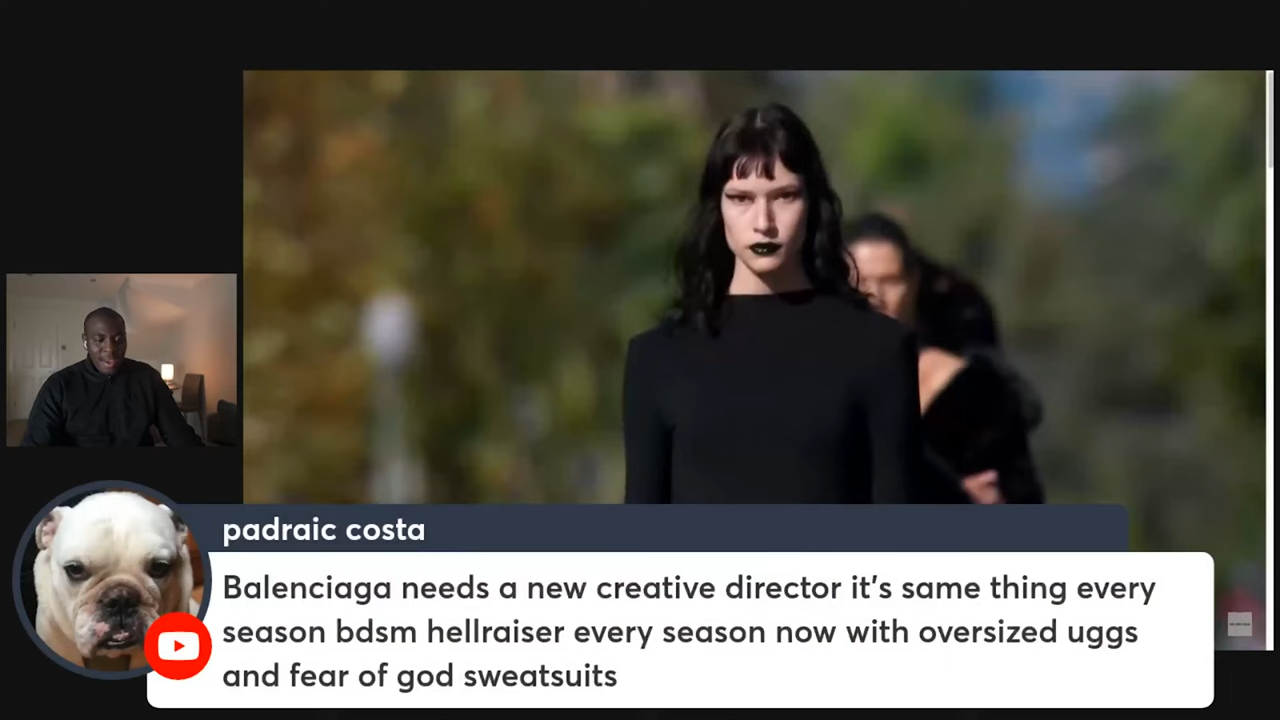 padraic costa
Balenciaga needs a new creative director it's same thing every
season bdsm hellraiser every season now with oversized uggs
and fear of god sweatsuits